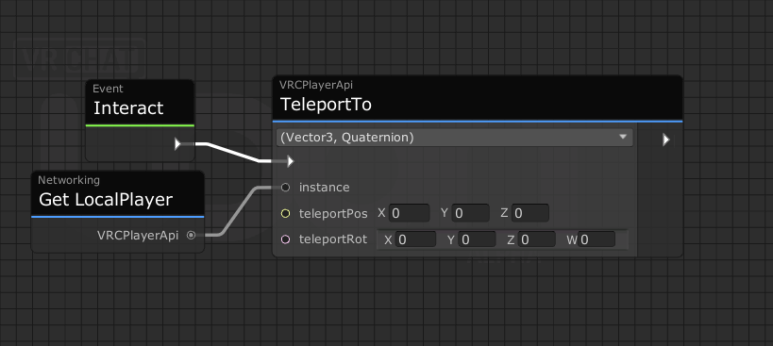 VRCHAT
Event
Interact
Networking
Get LocalPlayer
VRCPlayerApi
VRCPlayerApi
TeleportTo
(Vector3, Quaternion)
instance
teleportPos X 0 Y 0 Z 0
teleportRot X 0 Y 0 Z 0 W 0